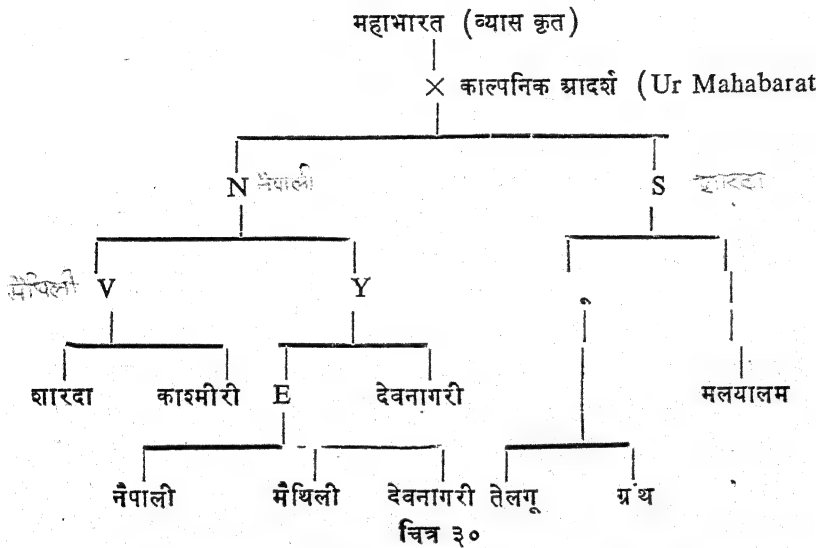 महाभारत (व्यास कृत)
× काल्पनिक आदर्श (Ur Mahabarat
N नैपाली S शारदा
मैथिली V Y ,
शारदा काश्मीरी E देवनागरी मलयालम
नैपाली मैथिली देवनागरी तेलगू ग्रंथ
चित्र ३०